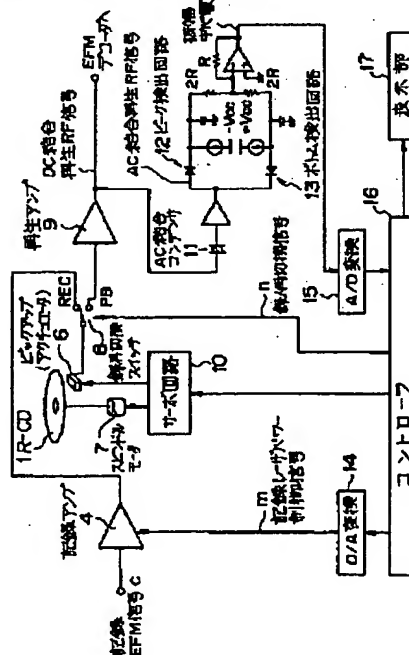 記録
EFM信号 c
記録アンプ
4
1 R-CD
スピンドル
モータ
7
ピックアップ
(アクチュエータ)
6
REC
PB
8
録再切換
スイッチ
再生アンプ
9
DC結合
再生RF信号
EFM
デコーダへ
AC結合
コンデンサ
11
AC結合再生RF信号
12 ピーク検出回路
13 ボトム検出回路
-Vcc
+Vcc
2R
R
2R
サーボ回路
10
m
記録レーザパワー
制御信号
n
録再切換信号
D/A変換
14
A/D変換
15
コントローラ
16
技术部
17